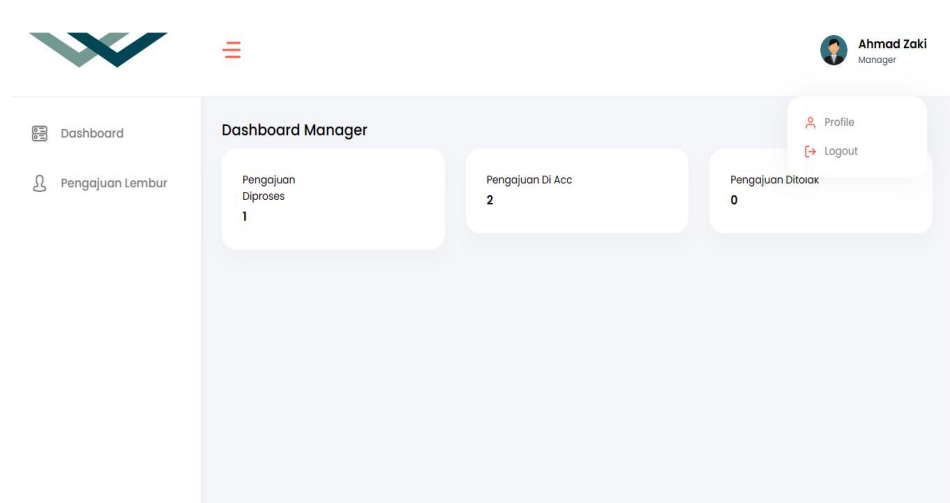 Ahmad Zaki
Manager
Profile
Logout
Dashboard
Pengajuan Lembur
Dashboard Manager
Pengajuan
Diproses
1
Pengajuan Di Acc
2
Pengajuan Ditolak
0